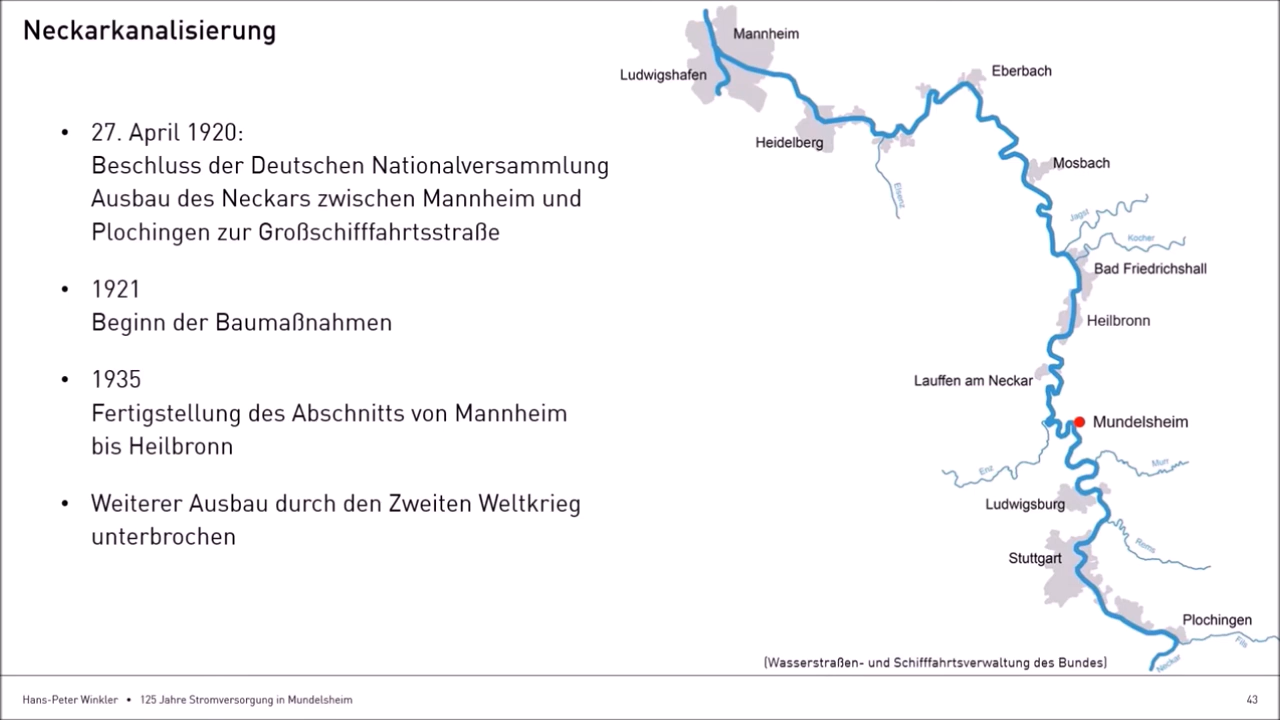 Neckarkanalisierung
• 27. April 1920:
Beschluss der Deutschen Nationalversammlung
Ausbau des Neckars zwischen Mannheim und
Plochingen zur Großschifffahrtsstraße
• 1921
Beginn der Baumaßnahmen
• 1935
Fertigstellung des Abschnitts von Mannheim
bis Heilbronn
• Weiterer Ausbau durch den Zweiten Weltkrieg
unterbrochen
Mannheim
Ludwigshafen
Eberbach
Heidelberg
Mosbach
Elsenz
Jagst
Kocher
Bad Friedrichshall
Heilbronn
Lauffen am Neckar
Mundelsheim
Enz
Murr
Ludwigsburg
Rems
Stuttgart
Plochingen
Fils
Neckar
(Wasserstraßen- und Schifffahrtsverwaltung des Bundes)
Hans-Peter Winkler • 125 Jahre Stromversorgung in Mundelsheim
43